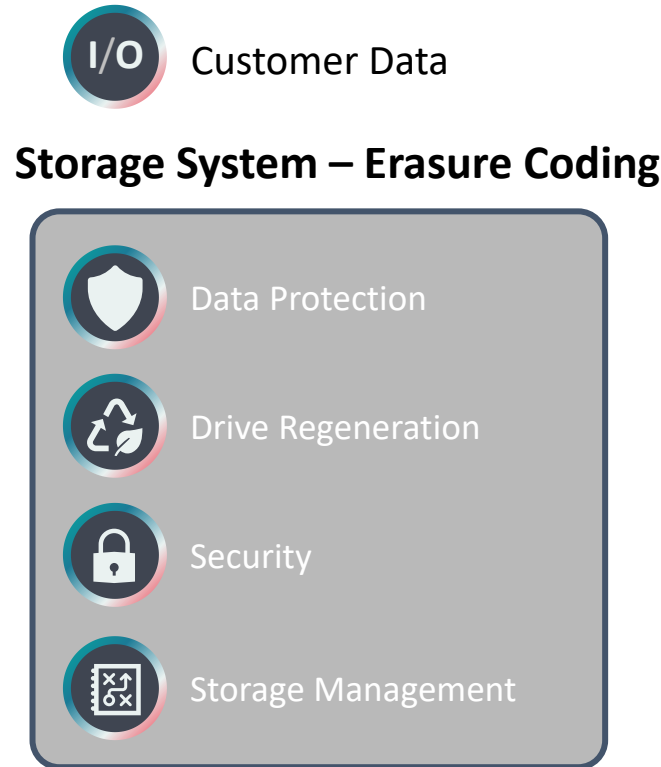 I/O
Customer Data
Storage System – Erasure Coding
Data Protection
Drive Regeneration
Security
Storage Management